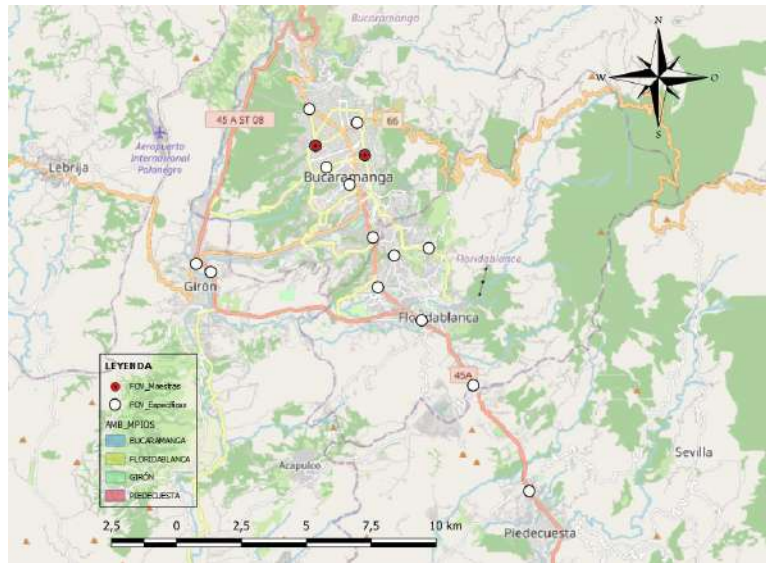 Bucaramanga
N
W
O
S
45 A ST 08
66
Aeropuerto
Internacional
Palonegro
Lebrija
Bucaramanga
Floridablanca
Girón
Floridablanca
LEYENDA
FCN_Maestras
FCN_Específicas
AMB_MPIOS
BUCARAMANGA
FLORIDABLANCA
GIRÓN
PIEDECUESTA
45A
Acapulco
Sevilla
Piedecuesta
2,5 0 2,5 5 7,5 10 km